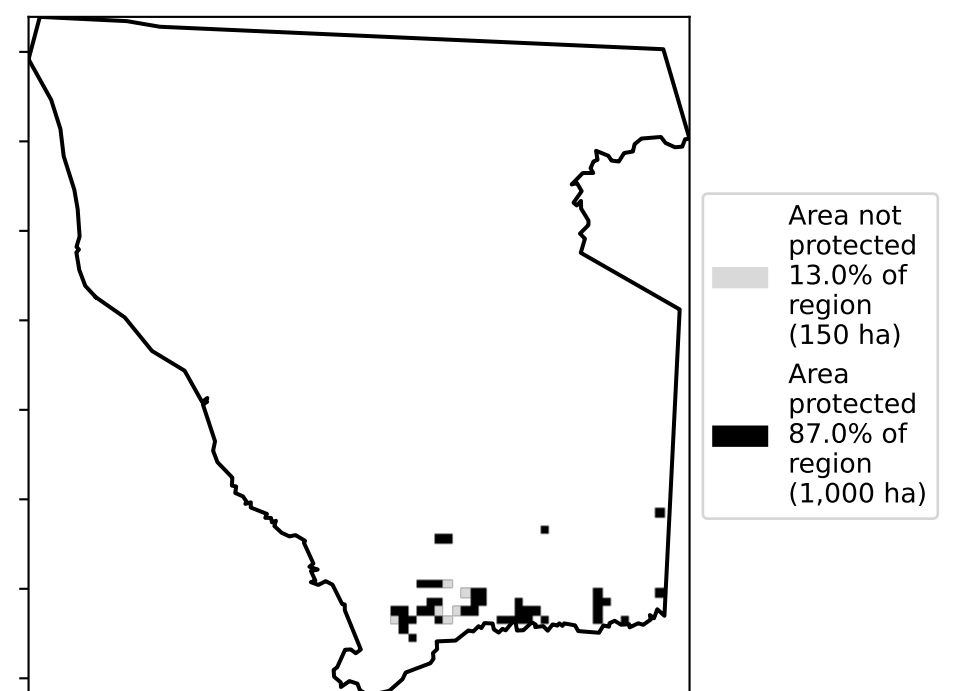 Area not
protected
13.0% of
region
(150 ha)
Area
protected
87.0% of
region
(1,000 ha)